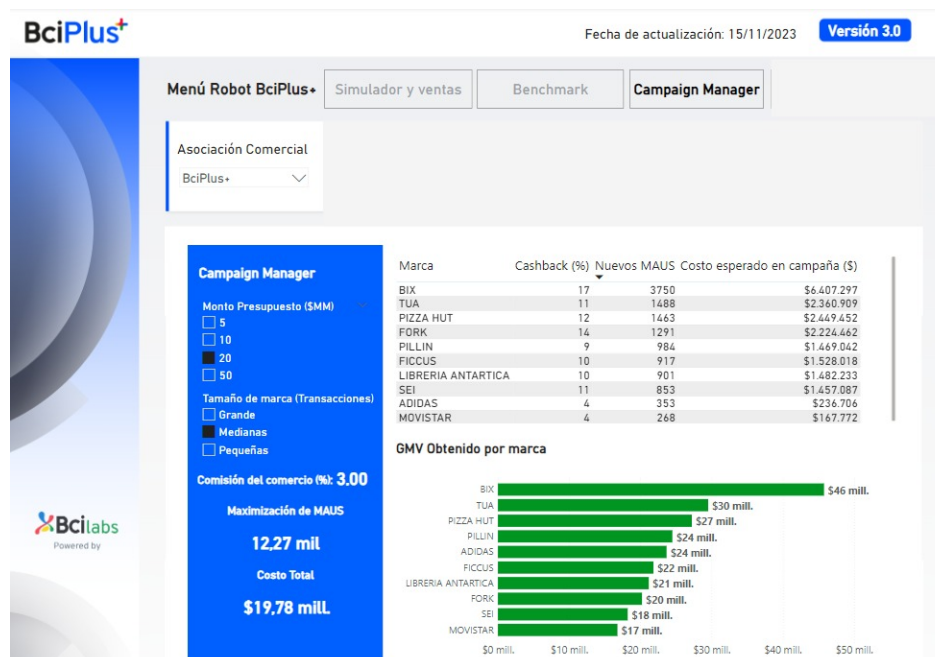 BciPlus+
Fecha de actualización: 15/11/2023
Versión 3.0
Menú Robot BciPlus+
Simulador y ventas
Benchmark
Campaign Manager
Asociación Comercial
BciPlus+
Campaign Manager
Monto Presupuesto ($MM)
5
10
20
50
Tamaño de marca (Transacciones)
Grande
Medianas
Pequeñas
Comisión del comercio (%): 3.00
Maximización de MAUS
12,27 mil
Costo Total
$19,78 mill.
Marca Cashback (%) Nuevos MAUS Costo esperado en campaña ($)
BIX 17 3750 $6.407.297
TUA 11 1488 $2.360.909
PIZZA HUT 12 1463 $2.449.452
FORK 14 1291 $2.224.462
PILLIN 9 984 $1.469.042
FICCUS 10 917 $1.528.018
LIBRERIA ANTARTICA 10 901 $1.482.233
SEI 11 853 $1.457.087
ADIDAS 4 353 $236.706
MOVISTAR 4 268 $167.772
GMV Obtenido por marca
BIX $46 mill.
TUA $30 mill.
PIZZA HUT $27 mill.
PILLIN $24 mill.
ADIDAS $24 mill.
FICCUS $22 mill.
LIBRERIA ANTARTICA $21 mill.
FORK $20 mill.
SEI $18 mill.
MOVISTAR $17 mill.
$0 mill. $10 mill. $20 mill. $30 mill. $40 mill. $50 mill.
Bcilabs
Powered by